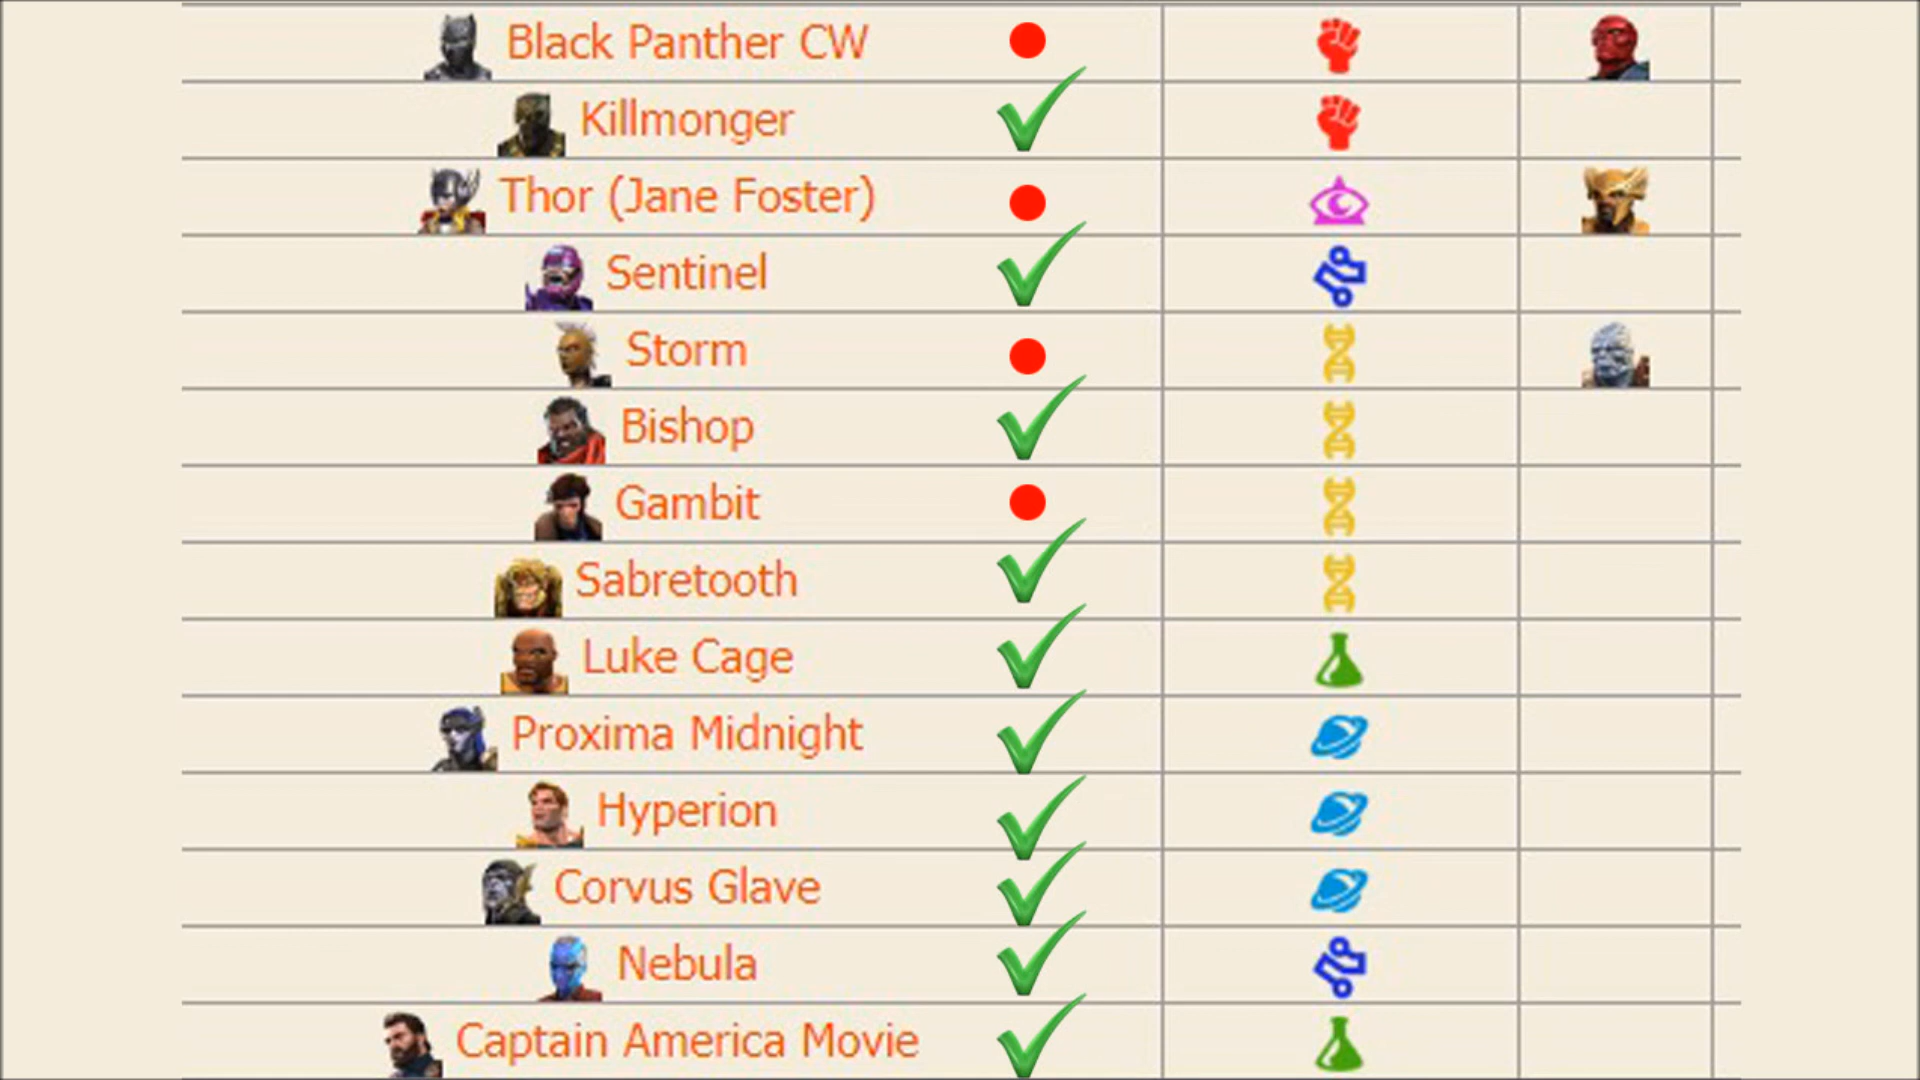 Black Panther CW
Killmonger
Thor (Jane Foster)
Sentinel
Storm
Bishop
Gambit
Sabretooth
Luke Cage
Proxima Midnight
Hyperion
Corvus Glave
Nebula
Captain America Movie